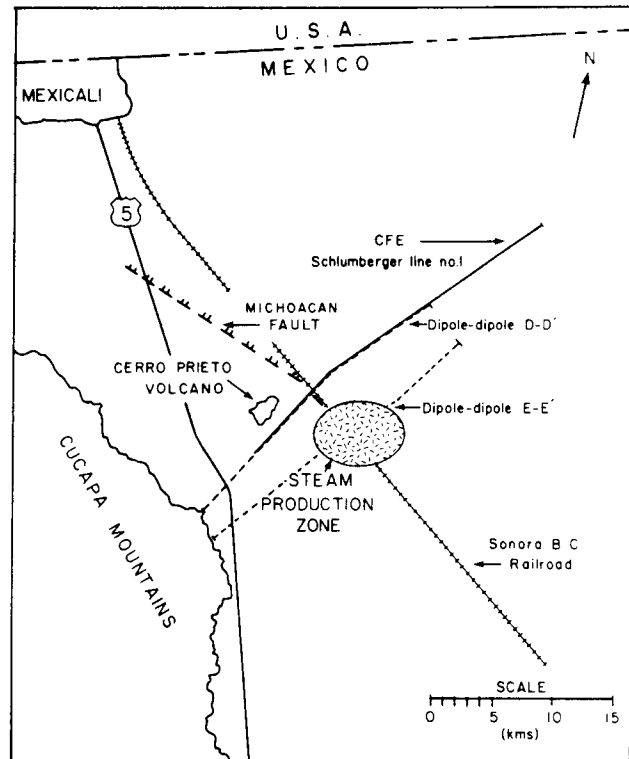 U.S.A.
MEXICO
N
MEXICALI
5
CFE
Schlumberger line no.1
MICHOACAN
FAULT
Dipole-dipole D-D'
CERRO PRIETO
VOLCANO
Dipole-dipole E-E'
STEAM
PRODUCTION
ZONE
CUCAPA MOUNTAINS
Sonora B C
Railroad
SCALE
0 5 10 15
(kms)